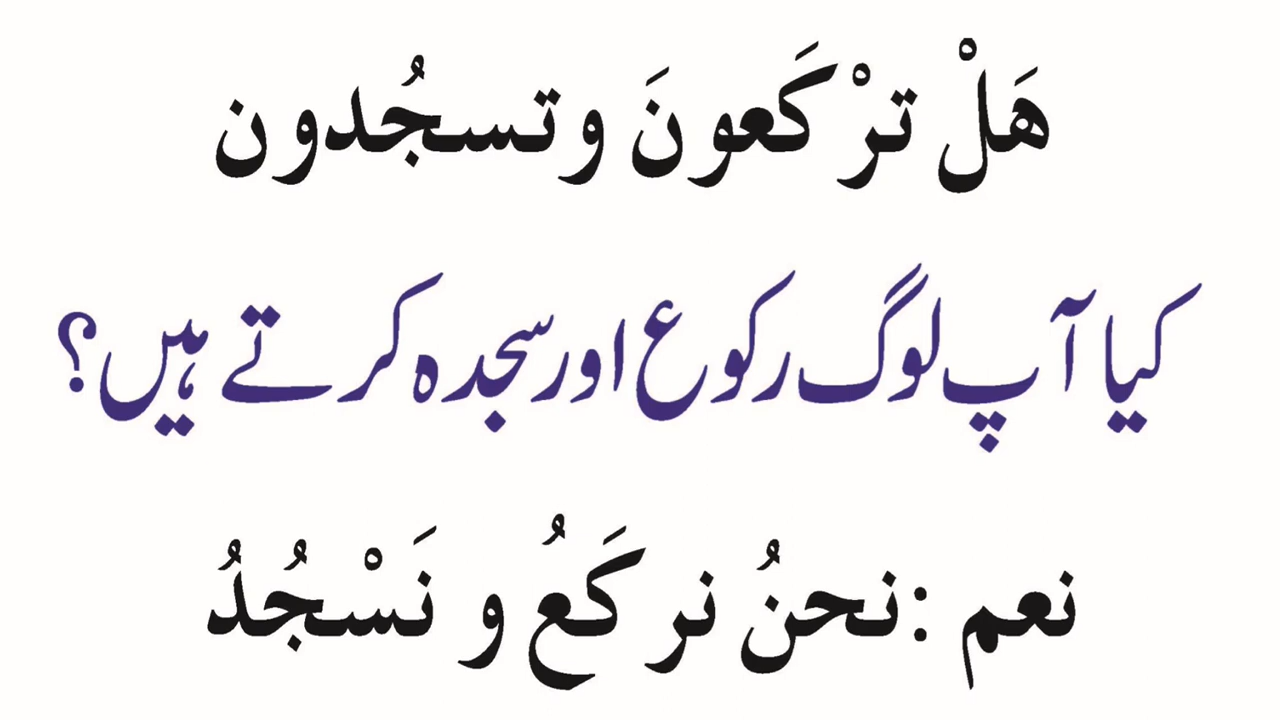 هَلْ ترْكَعونَ وتسجُدون
کیا آپ لوگ رکوع اور سجدہ کرتے ہیں؟
نعم :نحنُ نركَعُ و نَسْجُدُ